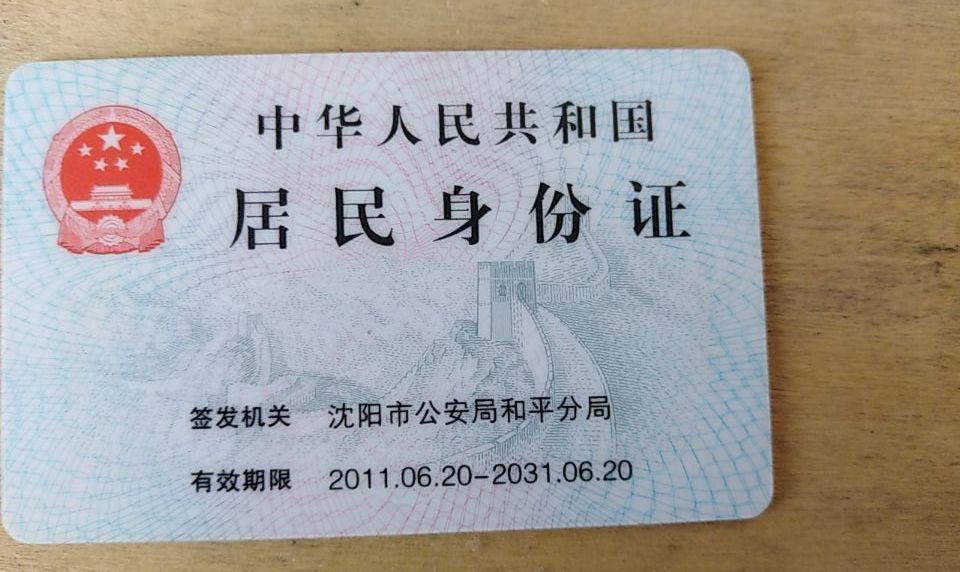 中华人民共和国
居民身份证
签发机关 沈阳市公安局和平分局
有效期限 2011.06.20-2031.06.20